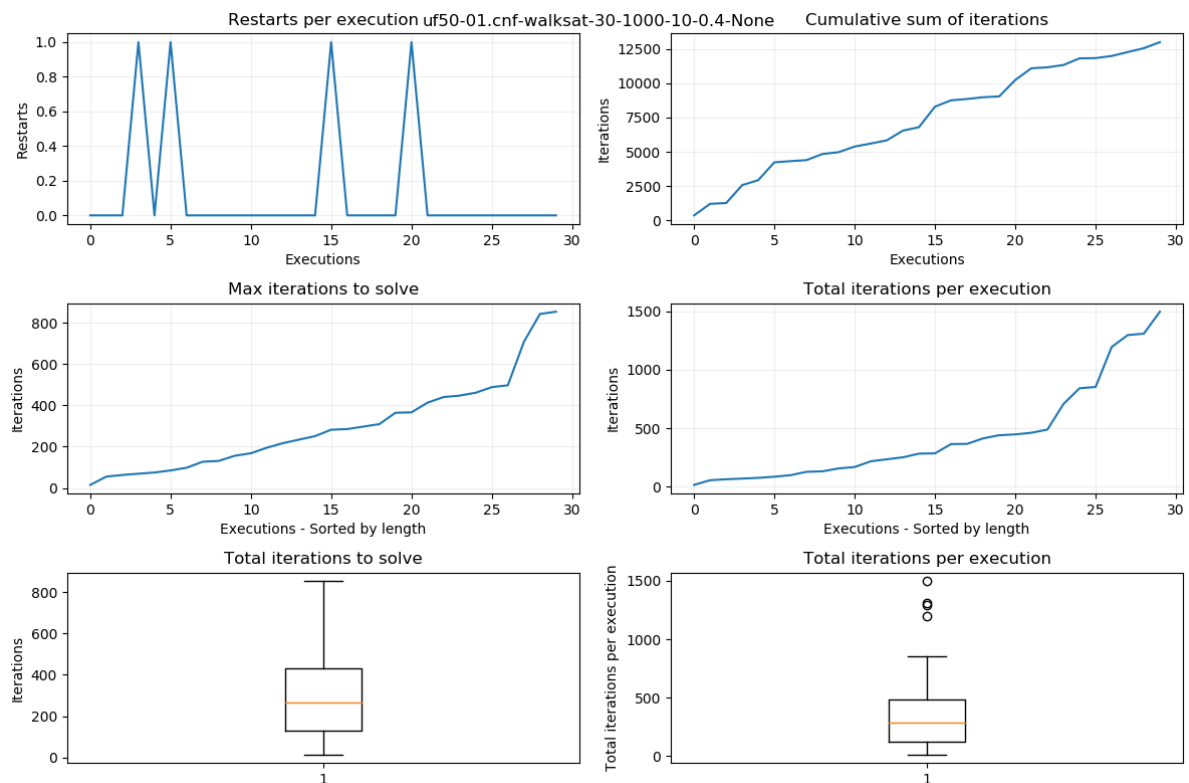 Restarts per execution uf50-01.cnf-walksat-30-1000-10-0.4-None Cumulative sum of iterations
1.0
0.8
0.6
0.4
0.2
0.0
Restarts
0 5 10 15 20 25 30
Executions
12500
10000
7500
5000
2500
0
Iterations
0 5 10 15 20 25 30
Executions
Max iterations to solve
800
600
400
200
0
Iterations
0 5 10 15 20 25 30
Executions - Sorted by length
Total iterations per execution
1500
1000
500
0
Iterations
0 5 10 15 20 25 30
Executions - Sorted by length
Total iterations to solve
800
600
400
200
0
Iterations
1
Total iterations per execution
1500
1000
500
0
Total iterations per execution
1